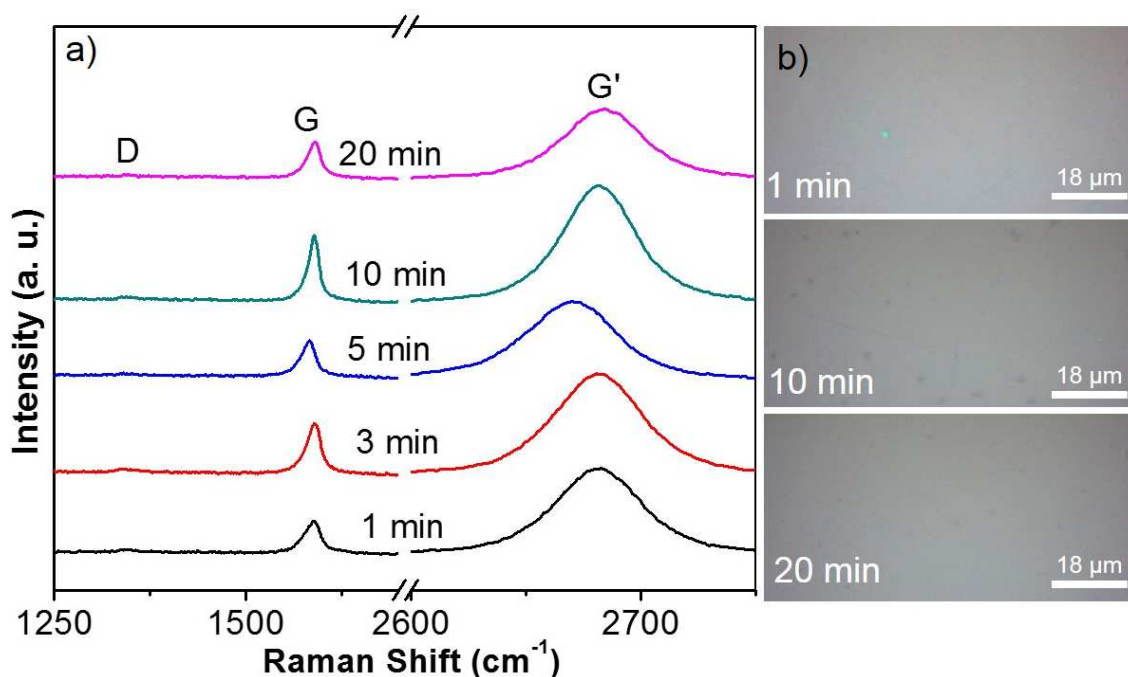 a)
D
G
G'
20 min
10 min
5 min
3 min
1 min
Intensity (a. u.)
1250 1500 2600 2700
Raman Shift (cm⁻¹)
b)
18 µm
1 min
18 µm
10 min
18 µm
20 min